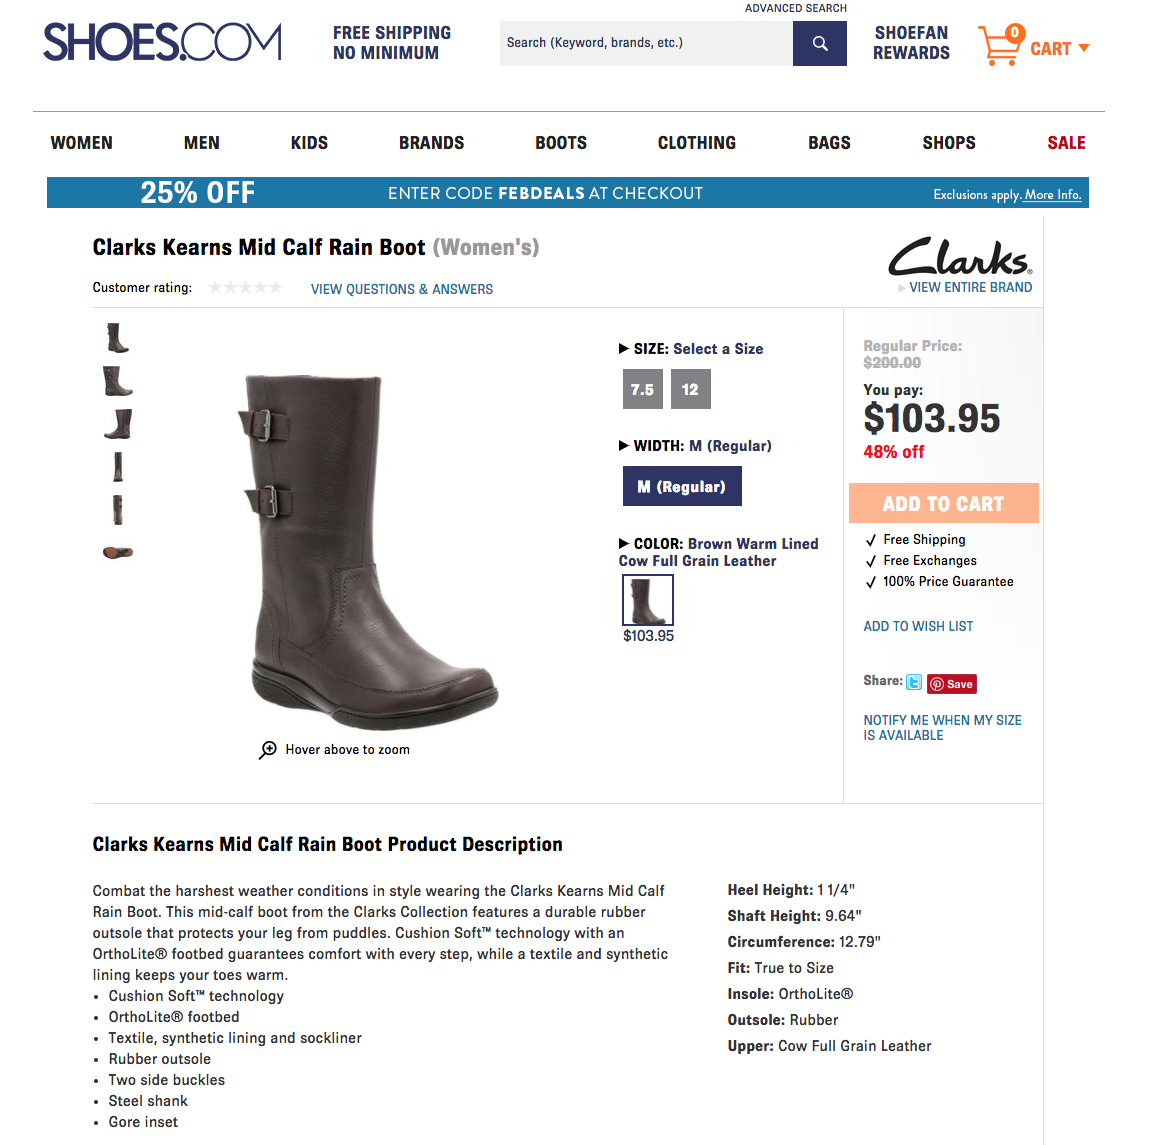 ADVANCED SEARCH
SHOES.COM
FREE SHIPPING
NO MINIMUM
Search (Keyword, brands, etc.)
SHOEFAN
REWARDS
0
CART
WOMEN MEN KIDS BRANDS BOOTS CLOTHING BAGS SHOPS SALE
25% OFF ENTER CODE FEBDEALS AT CHECKOUT Exclusions apply. More Info.
Clarks Kearns Mid Calf Rain Boot (Women's)
Clarks®
Customer rating: VIEW QUESTIONS & ANSWERS
VIEW ENTIRE BRAND
SIZE: Select a Size
7.5 12
WIDTH: M (Regular)
M (Regular)
COLOR: Brown Warm Lined
Cow Full Grain Leather
$103.95
Hover above to zoom
Regular Price:
$200.00
You pay:
$103.95
48% off
ADD TO CART
Free Shipping
Free Exchanges
100% Price Guarantee
ADD TO WISH LIST
Share: t Save
NOTIFY ME WHEN MY SIZE
IS AVAILABLE
Clarks Kearns Mid Calf Rain Boot Product Description
Combat the harshest weather conditions in style wearing the Clarks Kearns Mid Calf
Rain Boot. This mid-calf boot from the Clarks Collection features a durable rubber
outsole that protects your leg from puddles. Cushion Soft™ technology with an
OrthoLite® footbed guarantees comfort with every step, while a textile and synthetic
lining keeps your toes warm.
• Cushion Soft™ technology
• OrthoLite® footbed
• Textile, synthetic lining and sockliner
• Rubber outsole
• Two side buckles
• Steel shank
• Gore inset
Heel Height: 1 1/4"
Shaft Height: 9.64"
Circumference: 12.79"
Fit: True to Size
Insole: OrthoLite®
Outsole: Rubber
Upper: Cow Full Grain Leather